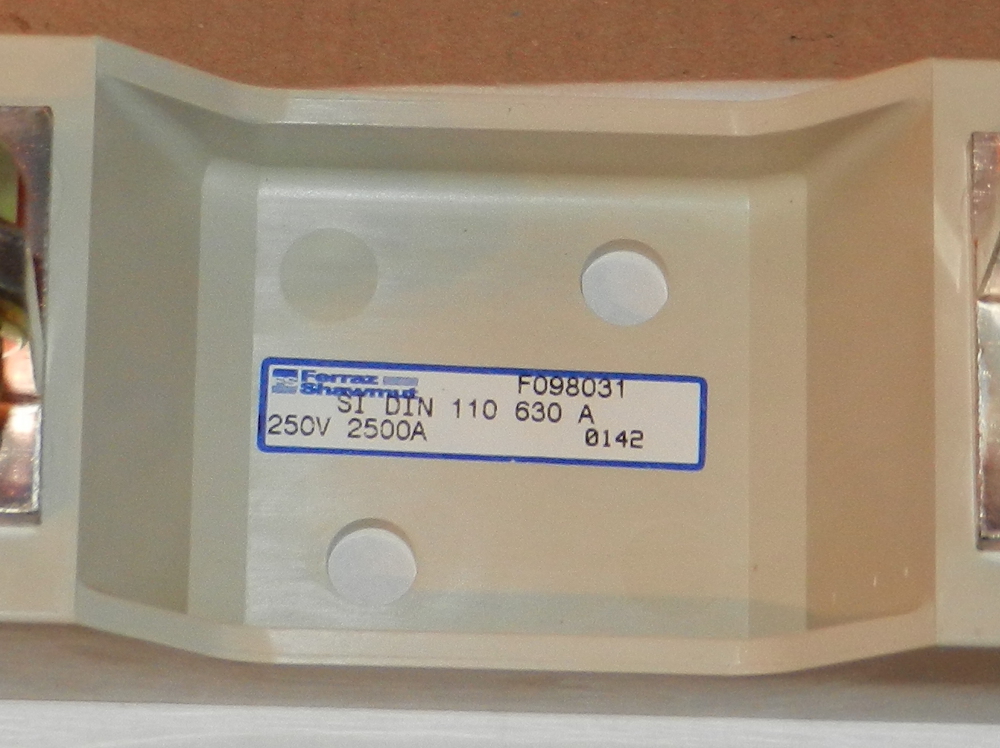 Ferraz
Shawmut
F098031
SI DIN 110 630 A
250V 2500A
0142